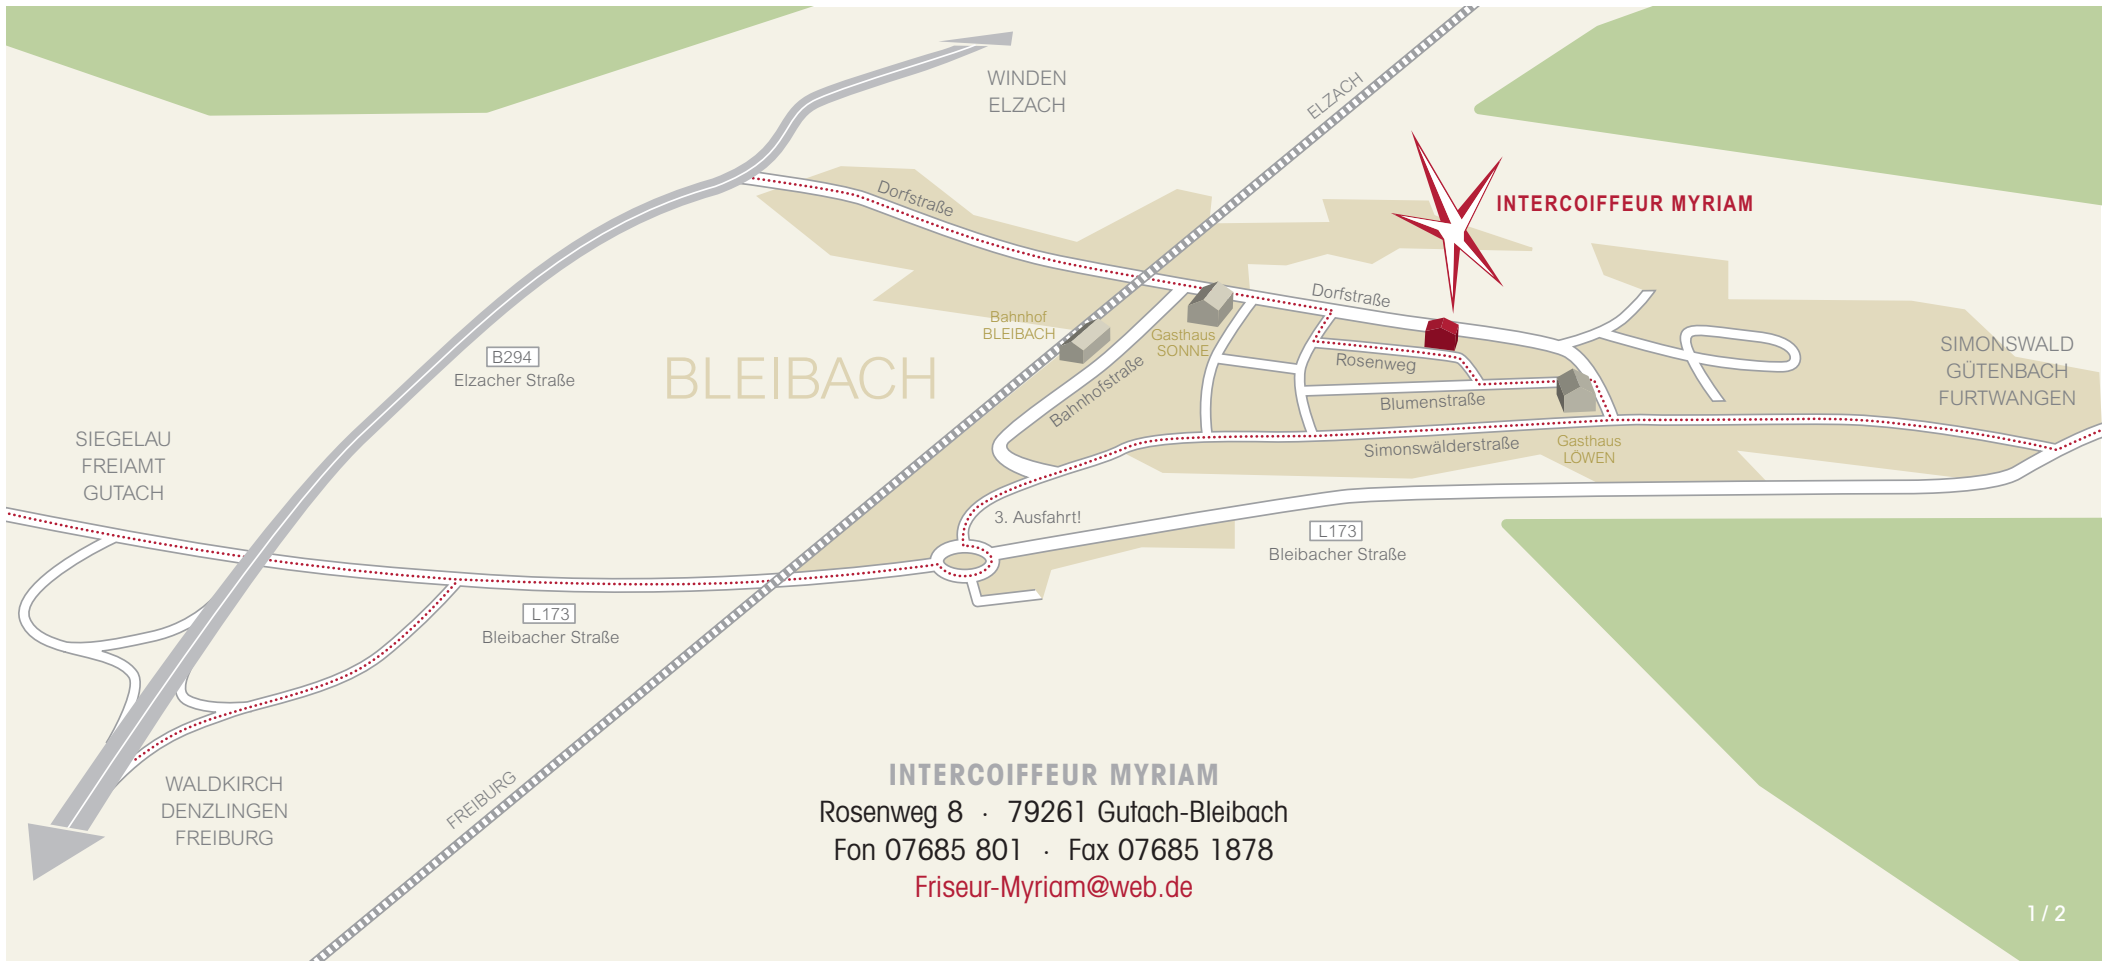 WINDEN
ELZACH
ELZACH
INTERCOIFFEUR MYRIAM
Dorfstraße
Dorfstraße
Bahnhof
BLEIBACH
Gasthaus
SONNE
SIMONSWALD
GÜTENBACH
FURTWANGEN
B294
Elzacher Straße
BLEIBACH
Bahnhofstraße
Rosenweg
Blumenstraße
Simonswälderstraße
Gasthaus
LÖWEN
SIEGELAU
FREIAMT
GUTACH
3. Ausfahrt!
L173
Bleibacher Straße
L173
Bleibacher Straße
WALDKIRCH
DENZLINGEN
FREIBURG
FREIBURG
INTERCOIFFEUR MYRIAM
Rosenweg 8 · 79261 Gutach-Bleibach
Fon 07685 801 · Fax 07685 1878
Friseur-Myriam@web.de
1 / 2